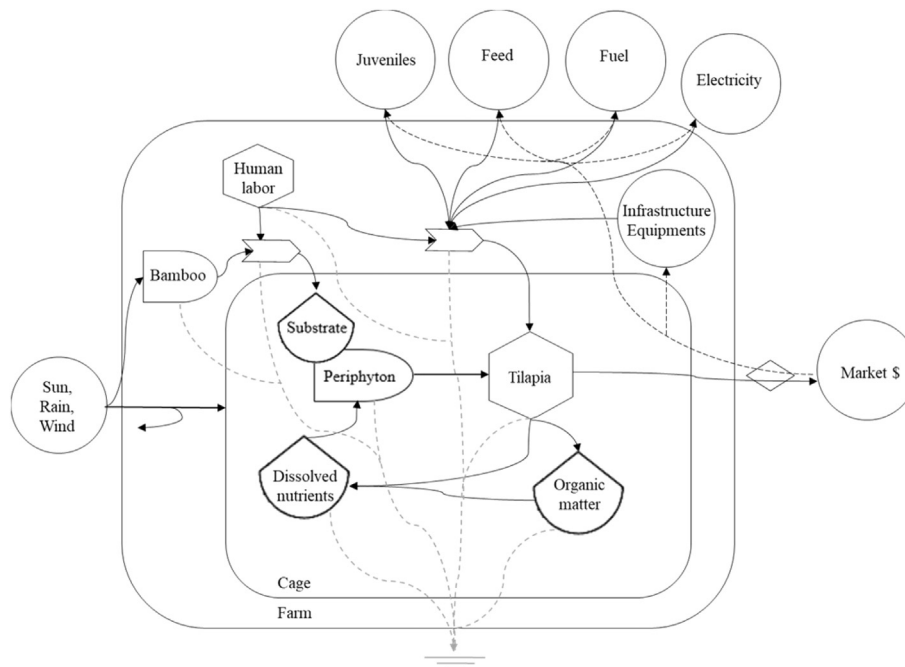 Juveniles
Feed
Fuel
Electricity
Human
labor
Infrastructure
Equipments
Bamboo
Substrate
Periphyton
Tilapia
Market $
Sun,
Rain,
Wind
Dissolved
nutrients
Organic
matter
Cage
Farm